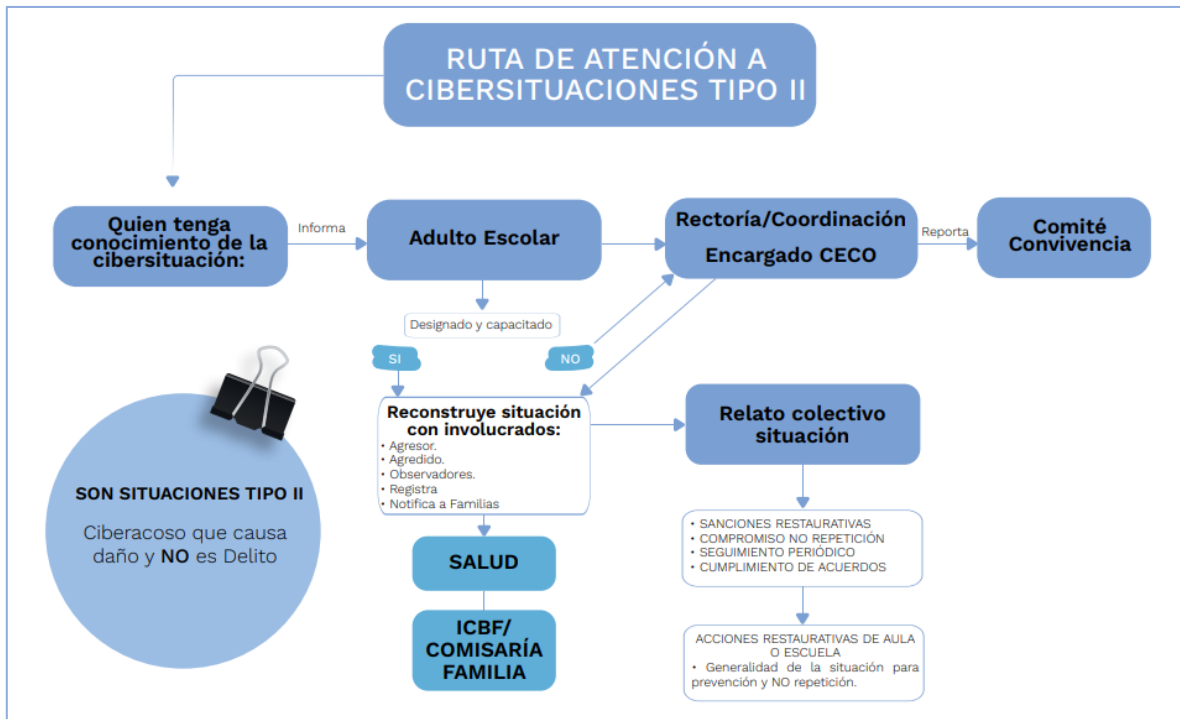 RUTA DE ATENCIÓN A
CIBERSITUACIONES TIPO II
Quien tenga
conocimiento de la
cibersituación:
Informa
Adulto Escolar
Rectoría/Coordinación
Encargado CECO
Reporta
Comité
Convivencia
Designado y capacitado
SI
NO
Reconstruye situación
con involucrados:
• Agresor.
• Agredido.
• Observadores.
• Registra
• Notifica a Familias
Relato colectivo
situación
SON SITUACIONES TIPO II
Ciberacoso que causa
daño y NO es Delito
• SANCIONES RESTAURATIVAS
• COMPROMISO NO REPETICIÓN
• SEGUIMIENTO PERIÓDICO
• CUMPLIMIENTO DE ACUERDOS
SALUD
ICBF/
COMISARÍA
FAMILIA
ACCIONES RESTAURATIVAS DE AULA
O ESCUELA
• Generalidad de la situación para
prevención y NO repetición.